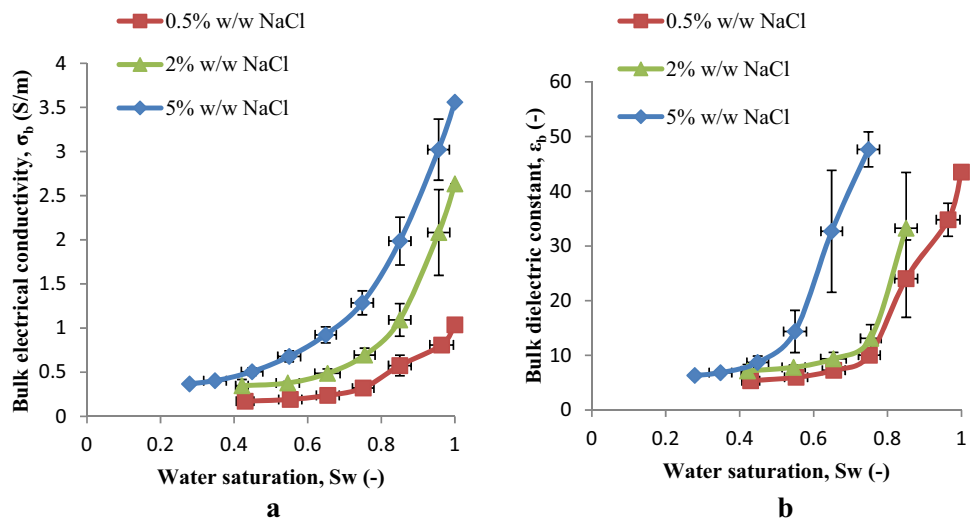 0.5% w/w NaCl
2% w/w NaCl
5% w/w NaCl
Bulk electrical conductivity, σb (S/m)
4
3.5
3
2.5
2
1.5
1
0.5
0
0 0.2 0.4 0.6 0.8 1
Water saturation, Sw (-)
a
0.5% w/w NaCl
2% w/w NaCl
5% w/w NaCl
Bulk dielectric constant, εb (-)
60
50
40
30
20
10
0
0 0.2 0.4 0.6 0.8 1
Water saturation, Sw (-)
b